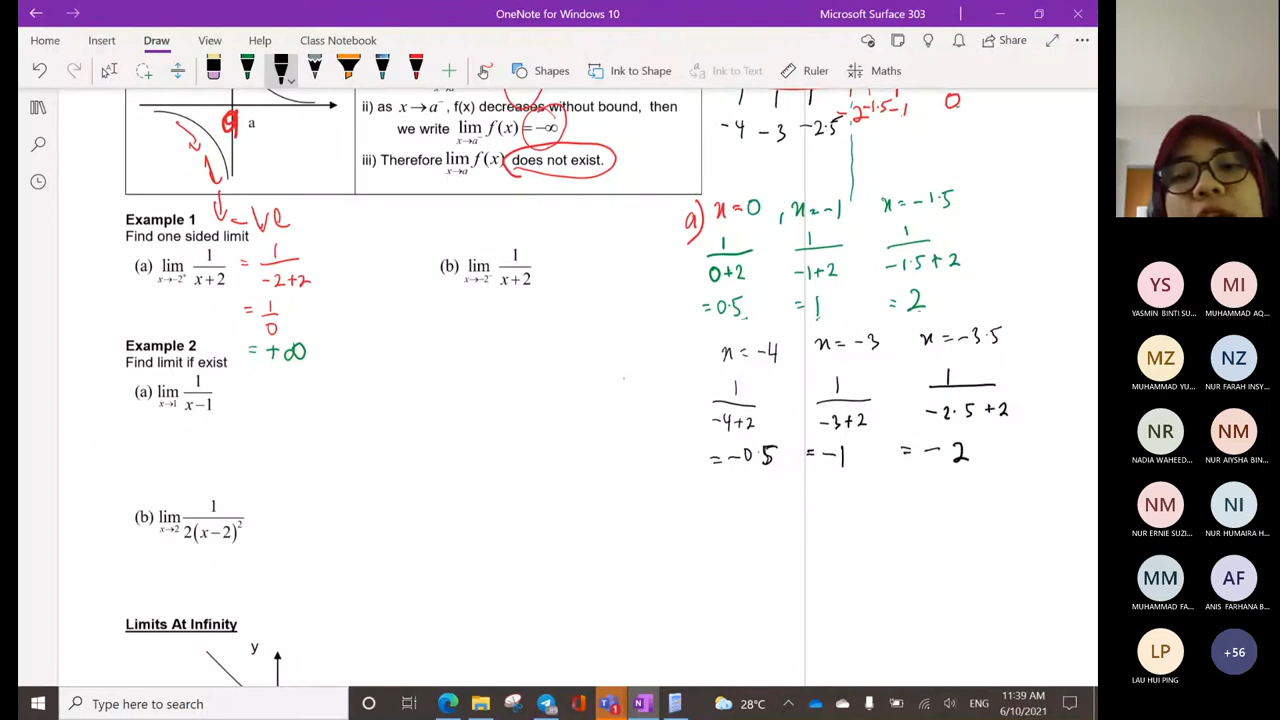 OneNote for Windows 10
Microsoft Surface 303
Home Insert Draw View Help Class Notebook
Share
Shapes Ink to Shape Ink to Text Ruler Maths
ii) as x→a⁻, f(x) decreases without bound, then
we write lim f(x) = −∞
x→a⁻
iii) Therefore lim f(x) does not exist.
x→a
a
a
-ve
-4 -3 -2.5
-2 -1.5 -1 0
Example 1
Find one sided limit
(a) lim x→-2⁺ 1/(x+2) = 1/(-2+2)
= 1/0
= +∞
(b) lim x→-2⁻ 1/(x+2)
a) x=0 , x=-1 x=-1.5
1/(0+2) 1/(-1+2) 1/(-1.5+2)
=0.5 =1 =2
x=-4 x=-3 x=-3.5
1/(-4+2) 1/(-3+2) 1/(-2.5+2)
=-0.5 =-1 =-2
Example 2
Find limit if exist
(a) lim x→1 1/(x−1)
(b) lim x→2 1/(2(x−2)²)
Limits At Infinity
y
YS MI
YASMIN BINTI SU... MUHAMMAD AQ...
MZ NZ
MUHAMMAD YU... NUR FARAH INSY...
NR NM
NADIA WAHEED... NUR AIYSHA BIN...
NM NI
NUR ERNIE SUZI... NUR HUMAIRA H...
MM AF
MUHAMMAD FA... ANIS FARHANA B...
LP +56
LAU HUI PING
Type here to search
28°C
ENG
11:39 AM
6/10/2021